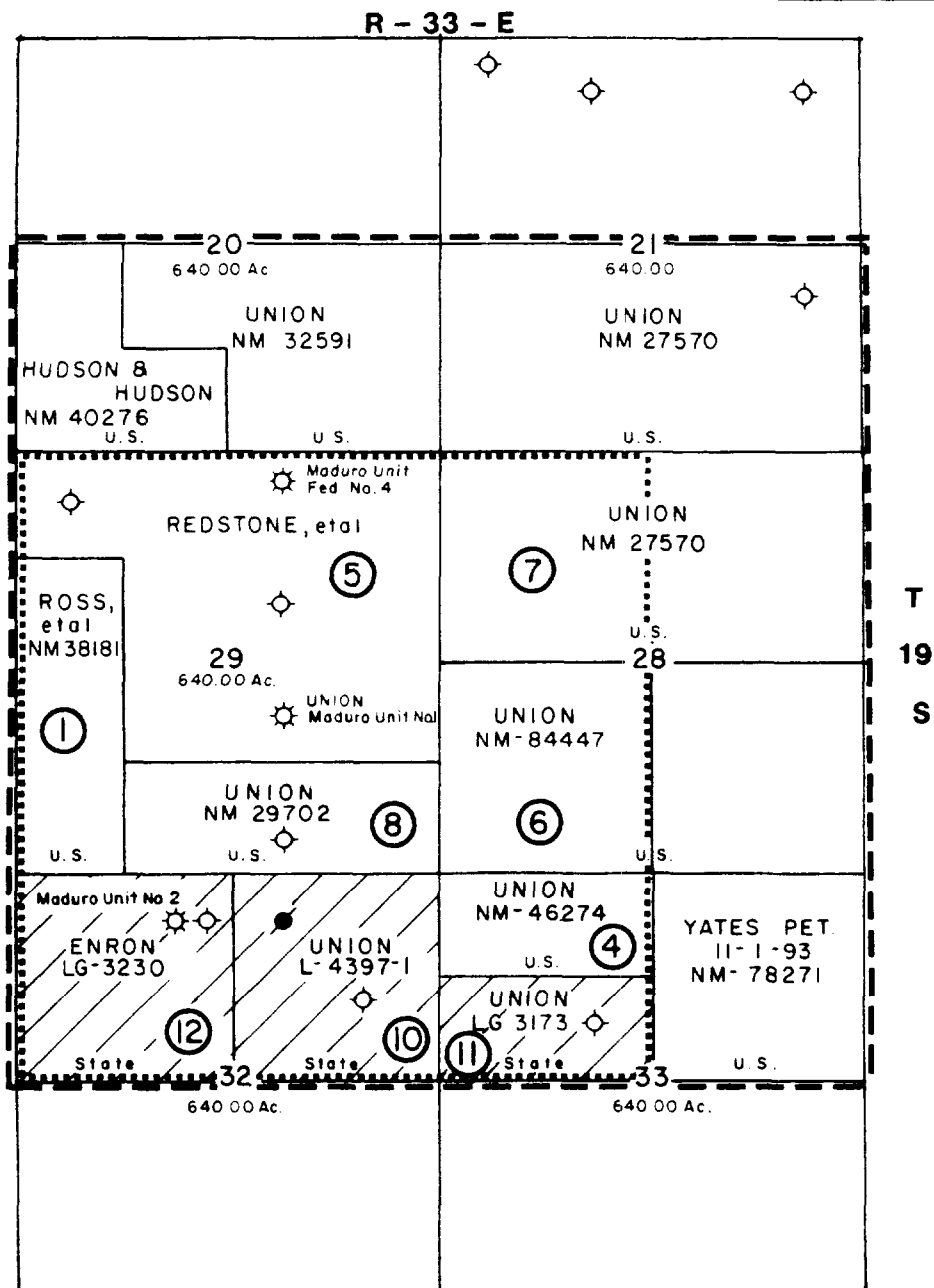 R - 33 - E
20
640.00 Ac
21
640.00
UNION
NM 32591
UNION
NM 27570
HUDSON &
HUDSON
NM 40276
U.S.
U.S.
U.S.
Maduro Unit
Fed No. 4
REDSTONE, etal
5
UNION
NM 27570
7
U.S.
ROSS,
etal
NM 38181
29
640.00 Ac.
28
T
19
S
UNION
Maduro Unit No1
1
UNION
NM-84447
6
UNION
NM 29702
8
U.S.
U.S.
U.S.
Maduro Unit No 2
ENRON
LG-3230
12
State
UNION
L-4397-1
10
State
UNION
NM-46274
4
U.S.
UNION
LG 3173
11
State
YATES PET.
11-1-93
NM-78271
U.S.
32
640.00 Ac.
33
640.00 Ac.